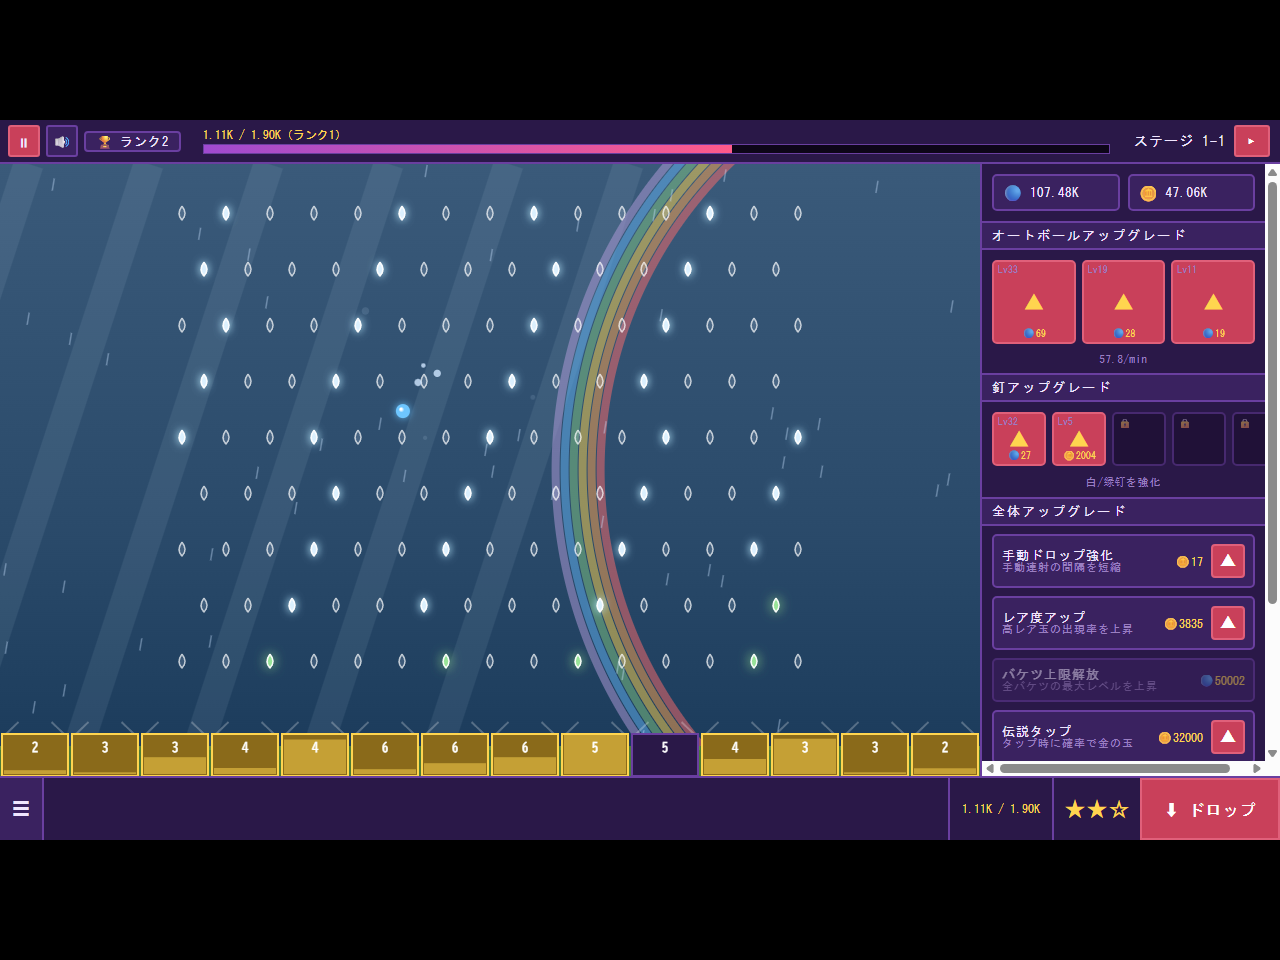 ランク2
1.11K / 1.90K (ランク1)
ステージ 1-1
107.48K
47.06K
オートボールアップグレード
Lv33
69
Lv19
28
Lv11
19
57.8/min
釘アップグレード
Lv32
27
Lv5
2004
白/緑釘を強化
全体アップグレード
手動ドロップ強化
手動連射の間隔を短縮
17
レア度アップ
高レア玉の出現率を上昇
3835
バケツ上限解放
全バケツの最大レベルを上昇
50002
伝説タップ
タップ時に確率で金の玉
32000
2 3 3 4 4 6 6 6 5 5 4 3 3 2
1.11K / 1.90K
★★☆
⬇ ドロップ